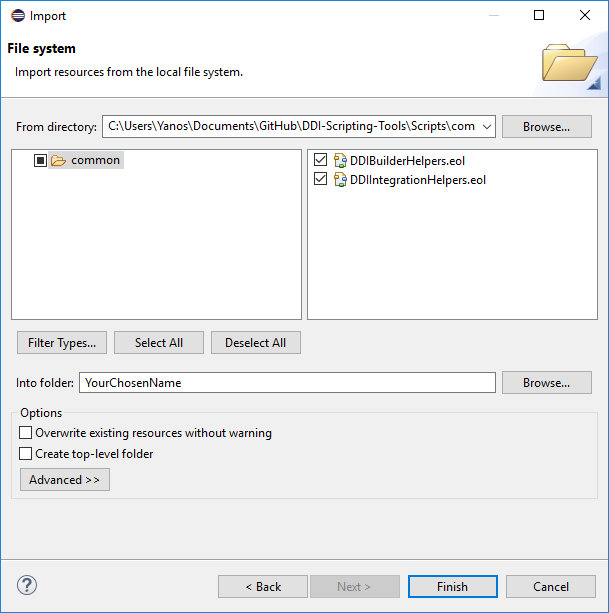 Import
File system
Import resources from the local file system.
From directory: C:\Users\Yanos\Documents\GitHub\DDI-Scripting-Tools\Scripts\com Browse...
common
DDIBuilderHelpers.eol
DDIIntegrationHelpers.eol
Filter Types... Select All Deselect All
Into folder: YourChosenName Browse...
Options
Overwrite existing resources without warning
Create top-level folder
Advanced >>
? < Back Next > Finish Cancel